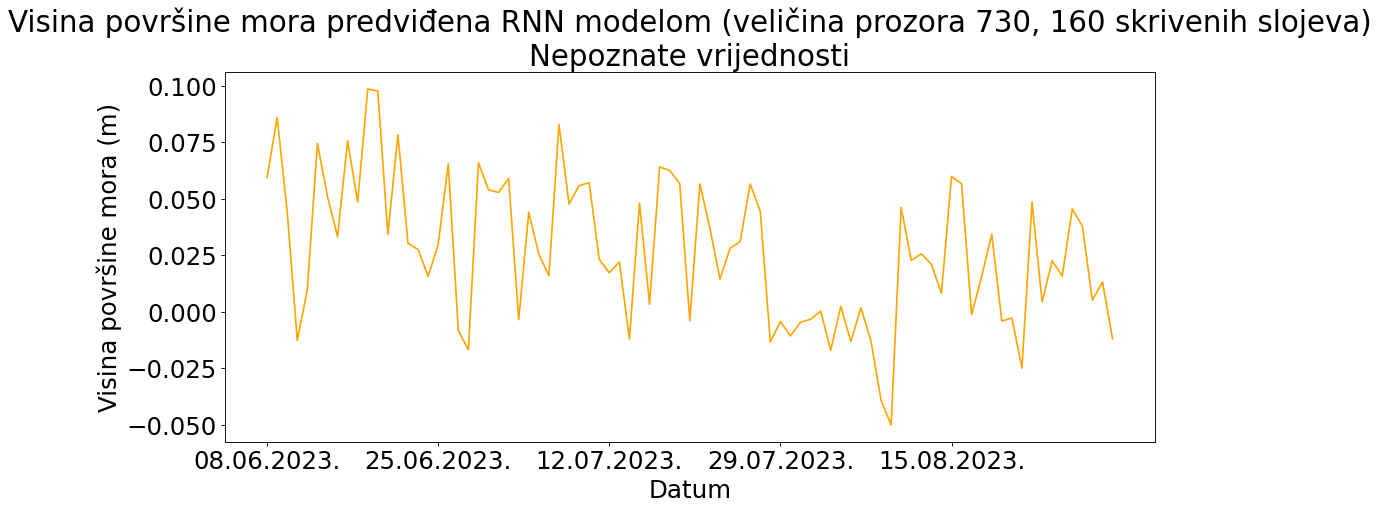 Visina površine mora predviđena RNN modelom (veličina prozora 730, 160 skrivenih slojeva)
Nepoznate vrijednosti
Visina površine mora (m)
0.100
0.075
0.050
0.025
0.000
−0.025
−0.050
08.06.2023. 25.06.2023. 12.07.2023. 29.07.2023. 15.08.2023.
Datum